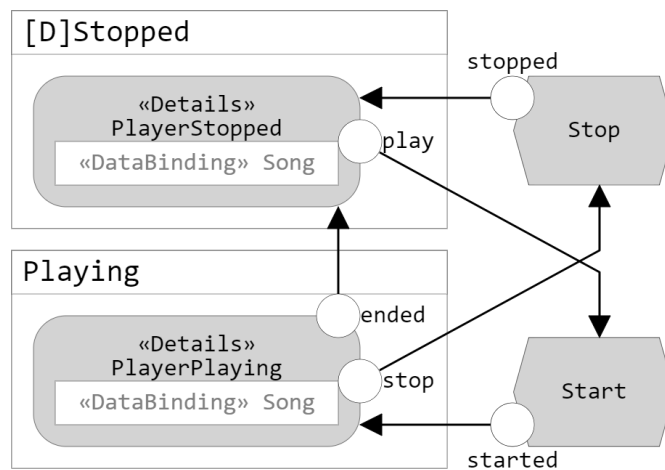 [D]Stopped
stopped
«Details»
PlayerStopped
«DataBinding» Song
play
Stop
Playing
ended
«Details»
PlayerPlaying
«DataBinding» Song
stop
Start
started